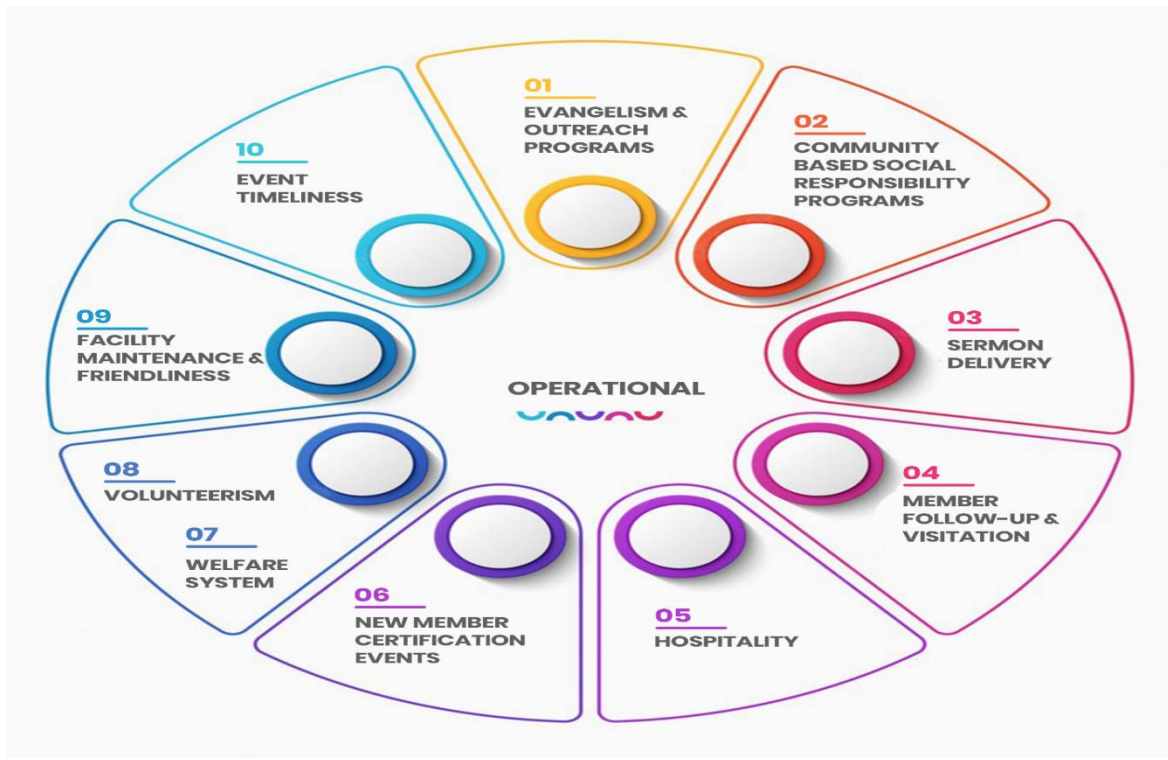 01
EVANGELISM &
OUTREACH
PROGRAMS
02
COMMUNITY
BASED SOCIAL
RESPONSIBILITY
PROGRAMS
03
SERMON
DELIVERY
04
MEMBER
FOLLOW-UP &
VISITATION
05
HOSPITALITY
06
NEW MEMBER
CERTIFICATION
EVENTS
07
WELFARE
SYSTEM
08
VOLUNTEERISM
09
FACILITY
MAINTENANCE &
FRIENDLINESS
10
EVENT
TIMELINESS
OPERATIONAL